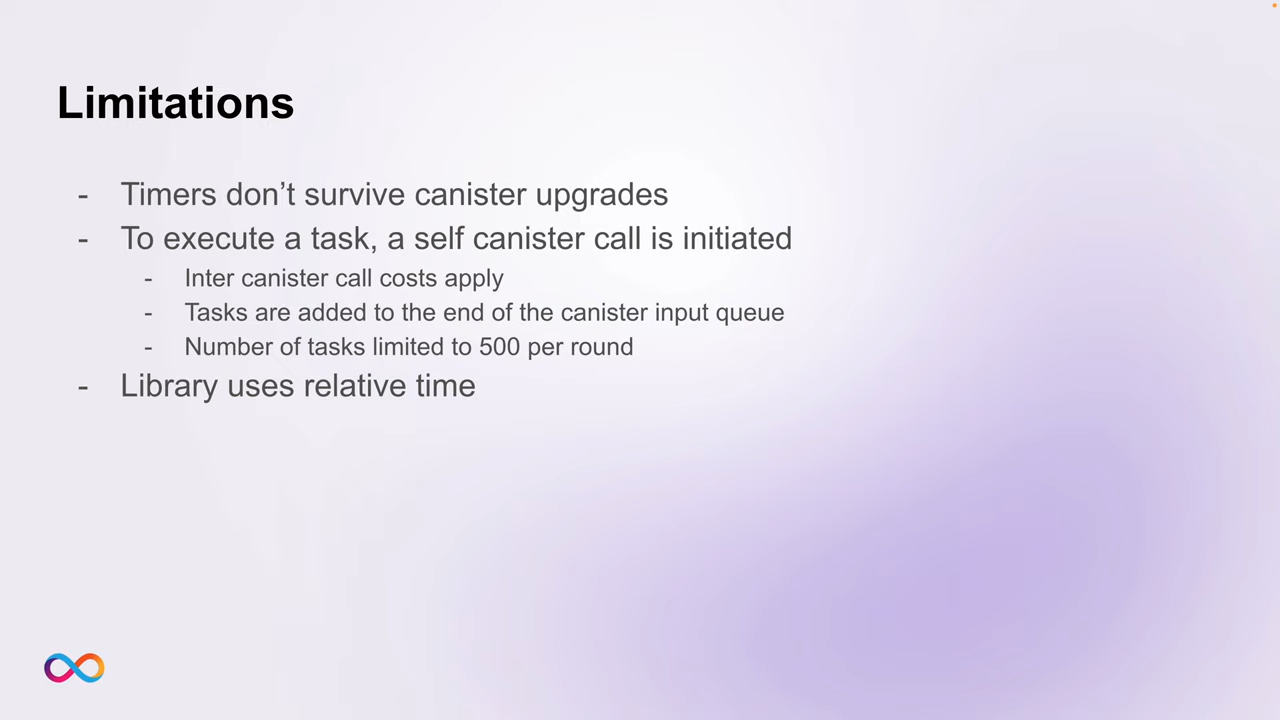 Limitations
- Timers don’t survive canister upgrades
- To execute a task, a self canister call is initiated
- Inter canister call costs apply
- Tasks are added to the end of the canister input queue
- Number of tasks limited to 500 per round
- Library uses relative time